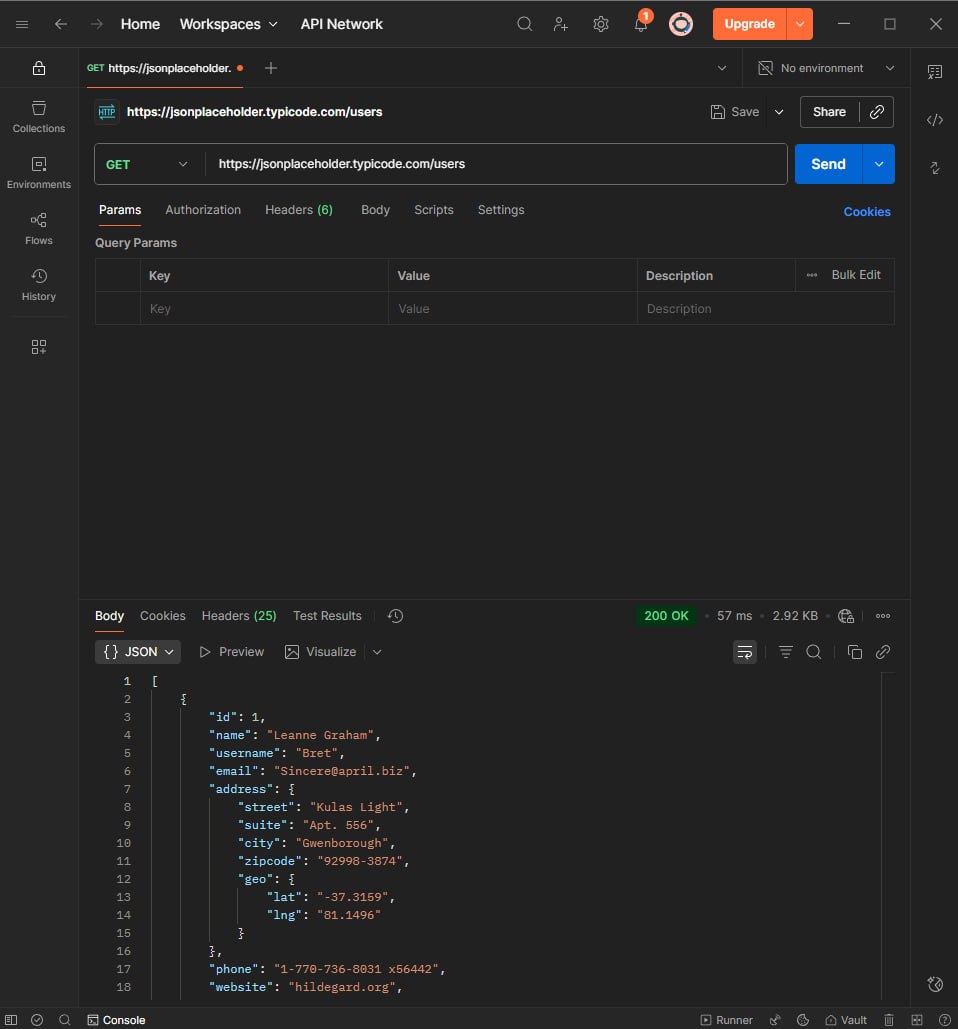 Home Workspaces API Network 1 Upgrade
GET https://jsonplaceholder. No environment
HTTP https://jsonplaceholder.typicode.com/users Save Share
Collections
Environments
Flows
History
GET https://jsonplaceholder.typicode.com/users Send
Params Authorization Headers (6) Body Scripts Settings Cookies
Query Params
Key Value Description Bulk Edit
Key Value Description
Body Cookies Headers (25) Test Results 200 OK 57 ms 2.92 KB
{} JSON Preview Visualize
1 [
2 {
3 "id": 1,
4 "name": "Leanne Graham",
5 "username": "Bret",
6 "email": "Sincere@april.biz",
7 "address": {
8 "street": "Kulas Light",
9 "suite": "Apt. 556",
10 "city": "Gwenborough",
11 "zipcode": "92998-3874",
12 "geo": {
13 "lat": "-37.3159",
14 "lng": "81.1496"
15 }
16 },
17 "phone": "1-770-736-8031 x56442",
18 "website": "hildegard.org",
Console Runner Vault